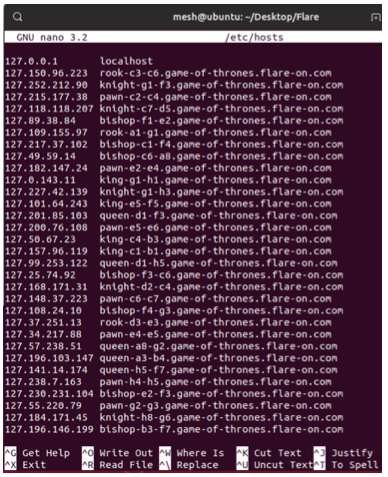 mesh@ubuntu: ~/Desktop/Flare
GNU nano 3.2 /etc/hosts
127.0.0.1 localhost
127.150.96.223 rook-c3-c6.game-of-thrones.flare-on.com
127.252.212.90 knight-g1-f3.game-of-thrones.flare-on.com
127.215.177.38 pawn-c2-c4.game-of-thrones.flare-on.com
127.118.118.207 knight-c7-d5.game-of-thrones.flare-on.com
127.89.38.84 bishop-f1-e2.game-of-thrones.flare-on.com
127.109.155.97 rook-a1-g1.game-of-thrones.flare-on.com
127.217.37.102 bishop-c1-f4.game-of-thrones.flare-on.com
127.49.59.14 bishop-c6-a8.game-of-thrones.flare-on.com
127.182.147.24 pawn-e2-e4.game-of-thrones.flare-on.com
127.0.143.11 king-g1-h1.game-of-thrones.flare-on.com
127.227.42.139 knight-g1-h3.game-of-thrones.flare-on.com
127.101.64.243 king-e5-f5.game-of-thrones.flare-on.com
127.201.85.103 queen-d1-f3.game-of-thrones.flare-on.com
127.200.76.108 pawn-e5-e6.game-of-thrones.flare-on.com
127.50.67.23 king-c4-b3.game-of-thrones.flare-on.com
127.157.96.119 king-c1-b1.game-of-thrones.flare-on.com
127.99.253.122 queen-d1-h5.game-of-thrones.flare-on.com
127.25.74.92 bishop-f3-c6.game-of-thrones.flare-on.com
127.168.171.31 knight-d2-c4.game-of-thrones.flare-on.com
127.148.37.223 pawn-c6-c7.game-of-thrones.flare-on.com
127.108.24.10 bishop-f4-g3.game-of-thrones.flare-on.com
127.37.251.13 rook-d3-e3.game-of-thrones.flare-on.com
127.34.217.88 pawn-e4-e5.game-of-thrones.flare-on.com
127.57.238.51 queen-a8-g2.game-of-thrones.flare-on.com
127.196.103.147 queen-a3-b4.game-of-thrones.flare-on.com
127.141.14.174 queen-h5-f7.game-of-thrones.flare-on.com
127.238.7.163 pawn-h4-h5.game-of-thrones.flare-on.com
127.230.231.104 bishop-e2-f3.game-of-thrones.flare-on.com
127.55.220.79 pawn-g2-g3.game-of-thrones.flare-on.com
127.184.171.45 knight-h8-g6.game-of-thrones.flare-on.com
127.196.146.199 bishop-b3-f7.game-of-thrones.flare-on.com
^G Get Help ^O Write Out ^W Where Is ^K Cut Text ^J Justify
^X Exit ^R Read File ^\ Replace ^U Uncut Text ^T To Spell